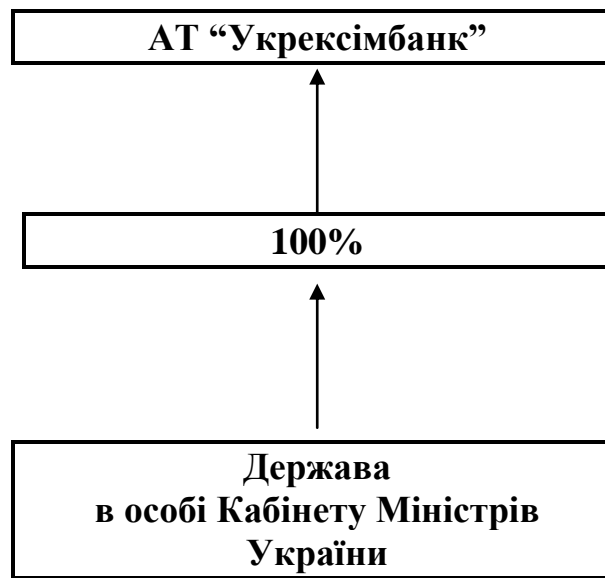 АТ “Укрексімбанк”
100%
Держава
в особі Кабінету Міністрів
України